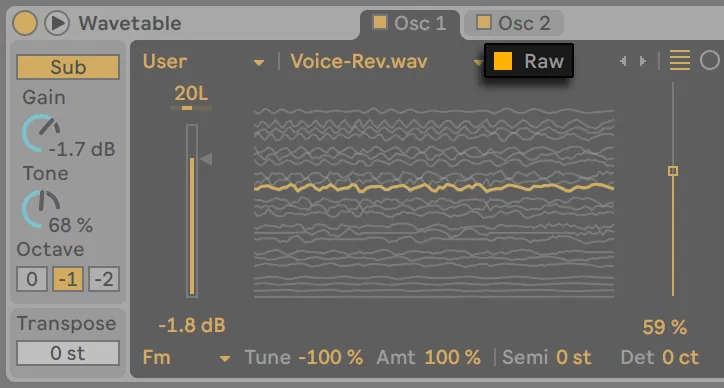 Wavetable Osc 1 Osc 2
Sub User Voice-Rev.wav Raw
Gain 20L
-1.7 dB
Tone
68 %
Octave
0 -1 -2
Transpose -1.8 dB 59 %
0 st Fm Tune -100 % Amt 100 % Semi 0 st Det 0 ct